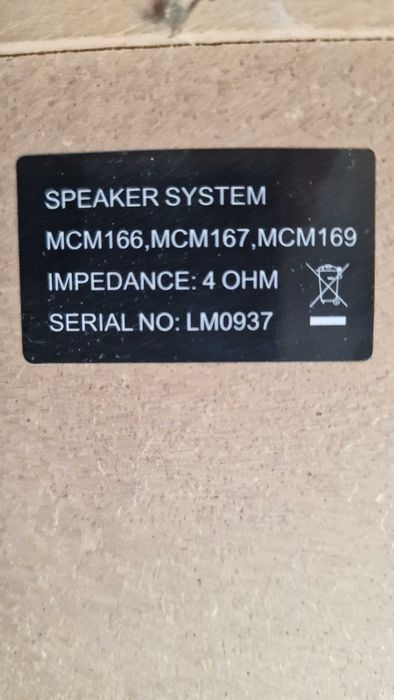 SPEAKER SYSTEM
MCM166,MCM167,MCM169
IMPEDANCE: 4 OHM
SERIAL NO: LM0937